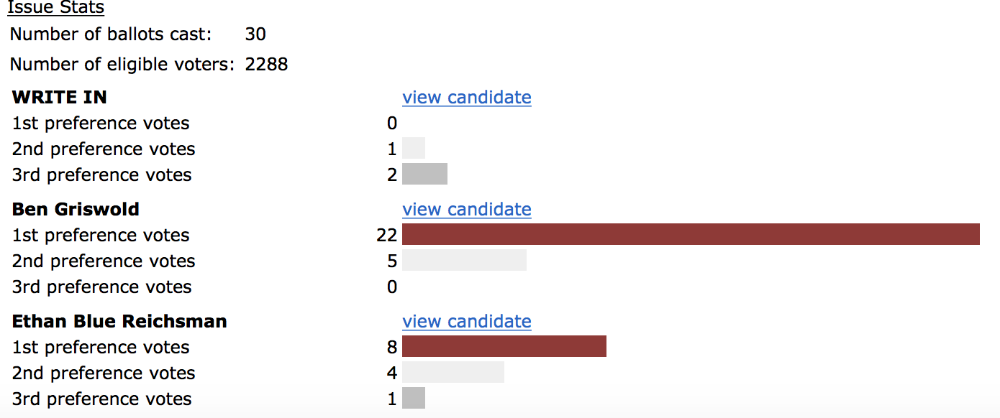 Issue Stats
Number of ballots cast: 30
Number of eligible voters: 2288
WRITE IN view candidate
1st preference votes 0
2nd preference votes 1
3rd preference votes 2
Ben Griswold view candidate
1st preference votes 22
2nd preference votes 5
3rd preference votes 0
Ethan Blue Reichsman view candidate
1st preference votes 8
2nd preference votes 4
3rd preference votes 1